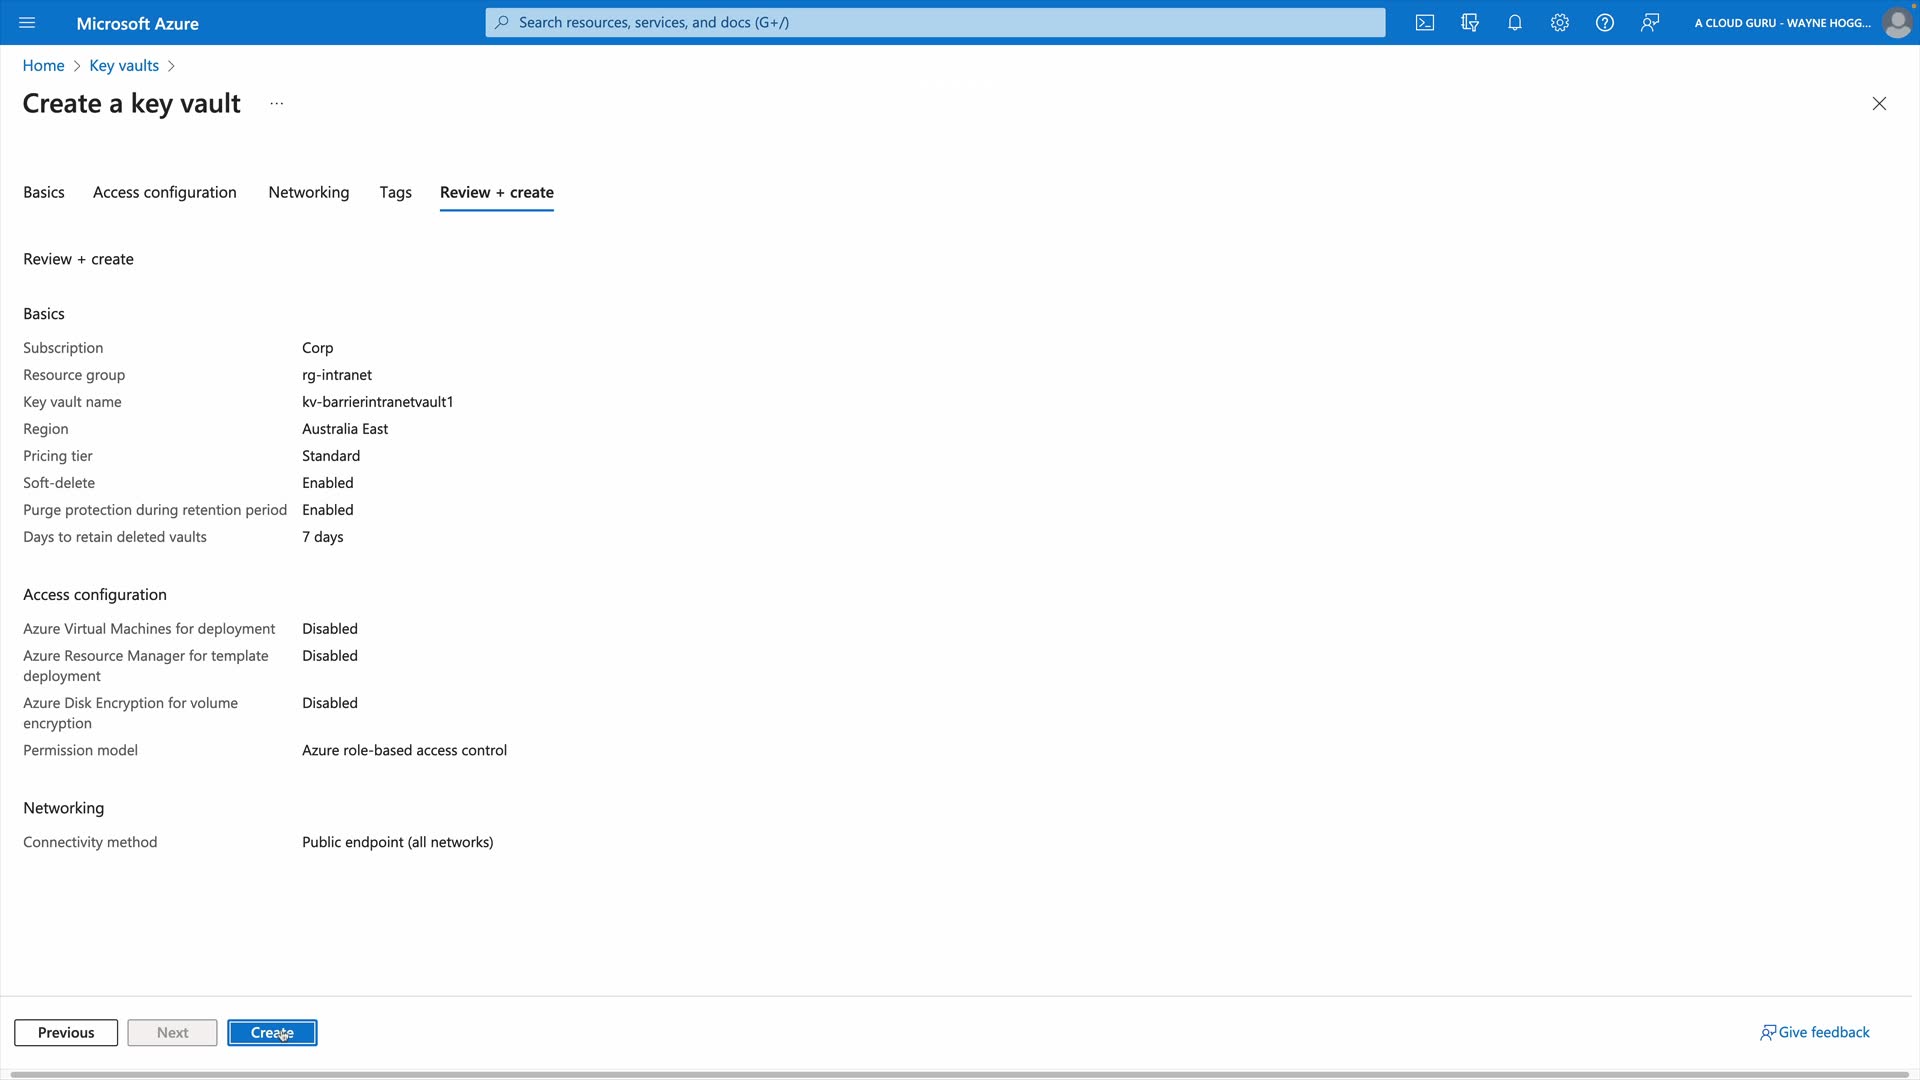 Microsoft Azure
Search resources, services, and docs (G+/)
A CLOUD GURU - WAYNE HOGG...
Home > Key vaults >
Create a key vault ...
Basics Access configuration Networking Tags Review + create
Review + create
Basics
Subscription Corp
Resource group rg-intranet
Key vault name kv-barrierintranetvault1
Region Australia East
Pricing tier Standard
Soft-delete Enabled
Purge protection during retention period Enabled
Days to retain deleted vaults 7 days
Access configuration
Azure Virtual Machines for deployment Disabled
Azure Resource Manager for template Disabled
deployment
Azure Disk Encryption for volume Disabled
encryption
Permission model Azure role-based access control
Networking
Connectivity method Public endpoint (all networks)
Previous Next Create Give feedback